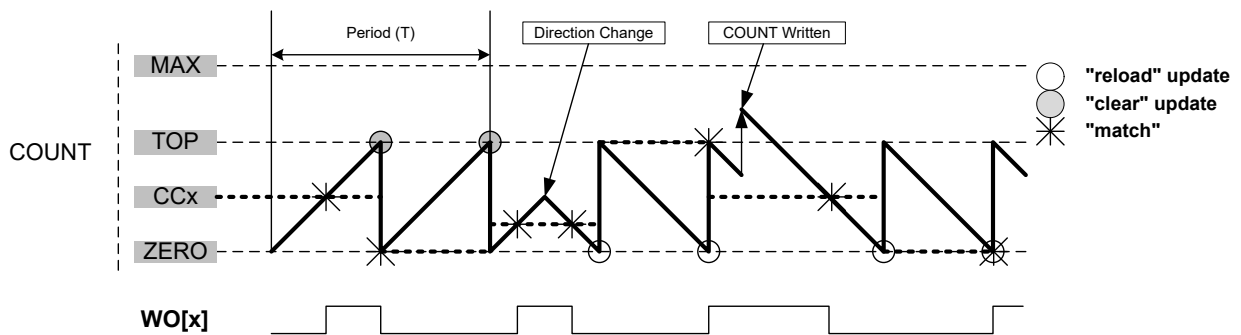 Period (T)
Direction Change
COUNT Written
COUNT
MAX
TOP
CCx
ZERO
"reload" update
"clear" update
"match"
WO[x]